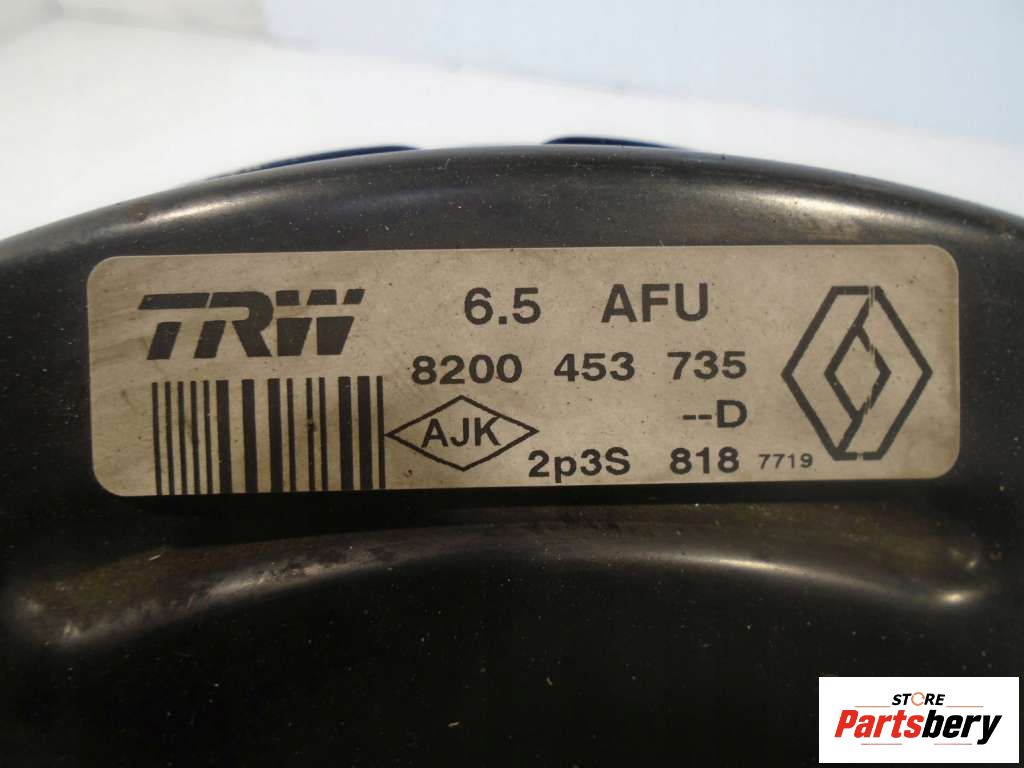 TRW 6.5 AFU
8200 453 735
--D
AJK
2p3S 818 7719
STORE
Partsbery